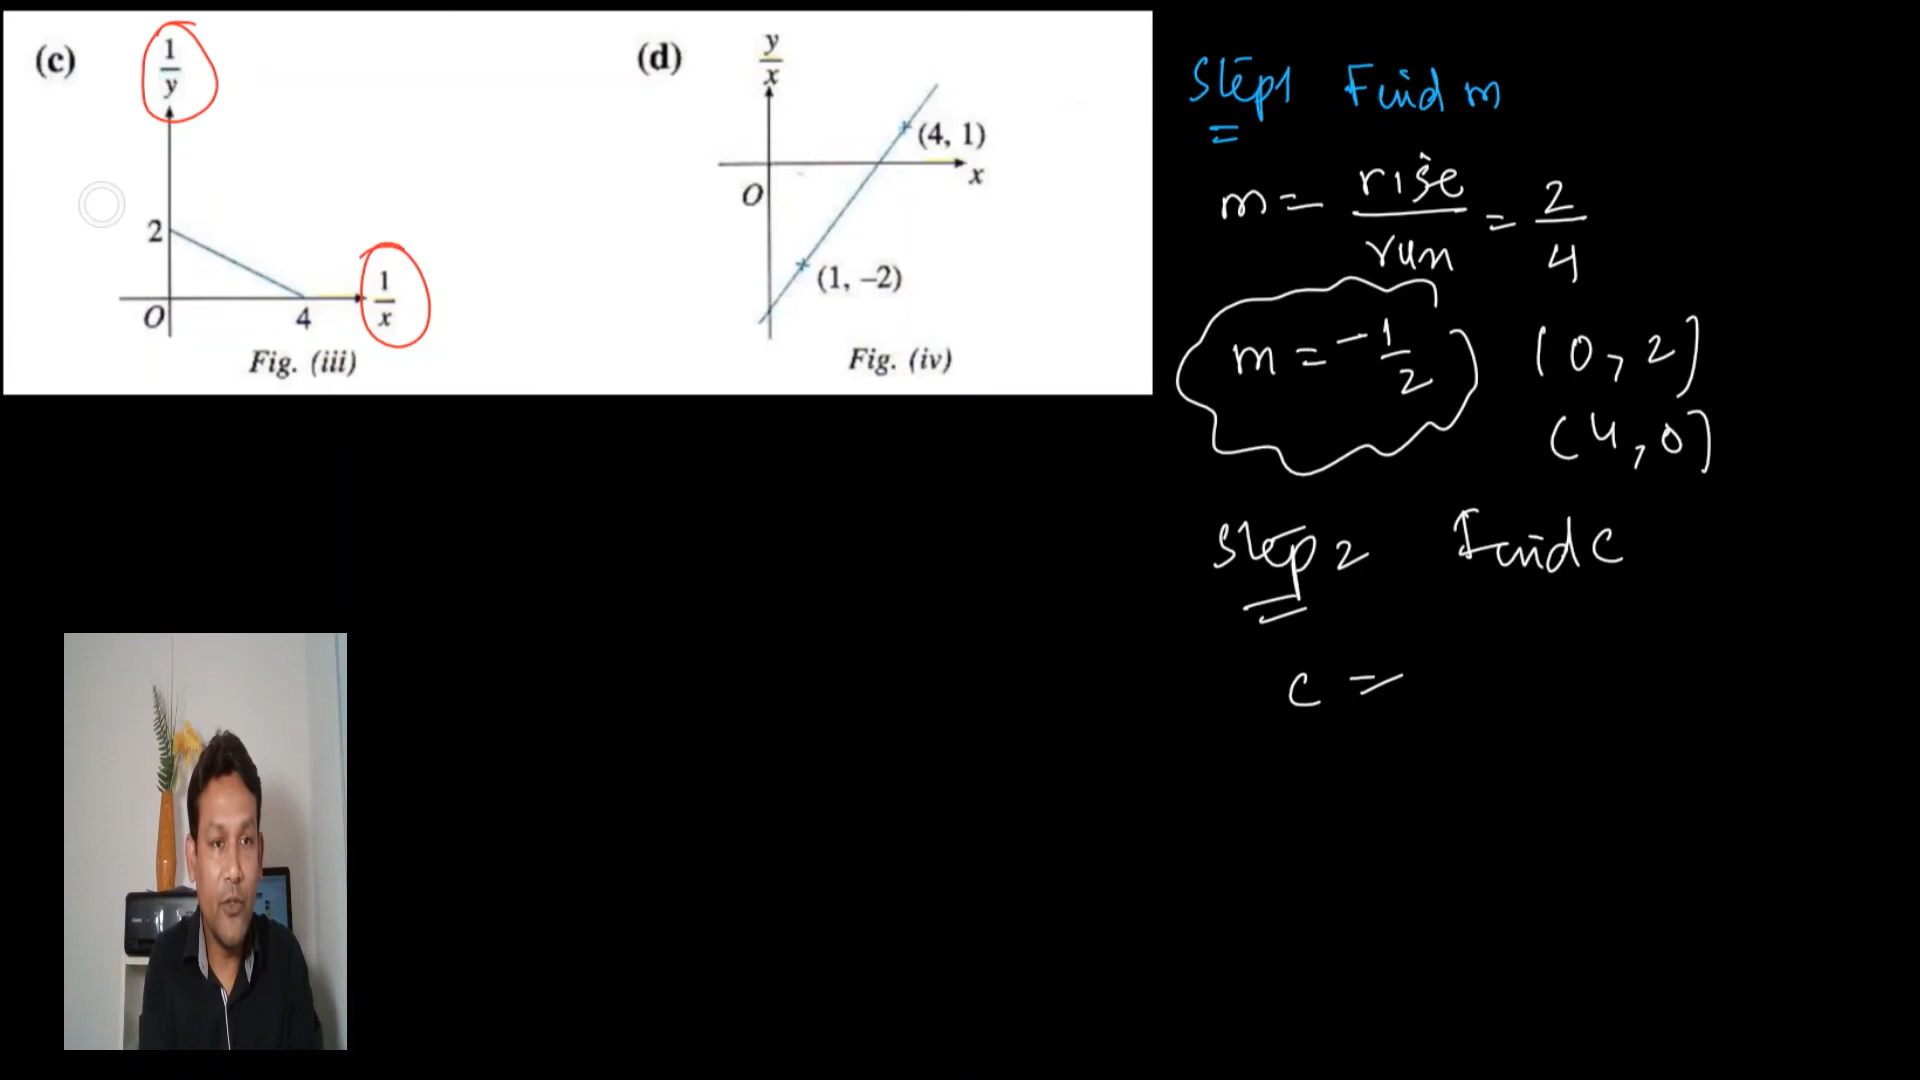 (c)
1/y
2
O
4
1/x
Fig. (iii)
(d)
y/x
(4, 1)
x
O
(1, –2)
Fig. (iv)
Step1 Find m
m = rise/run = 2/4
m = -1/2
(0, 2)
(4, 0)
Step 2 Find c
c =